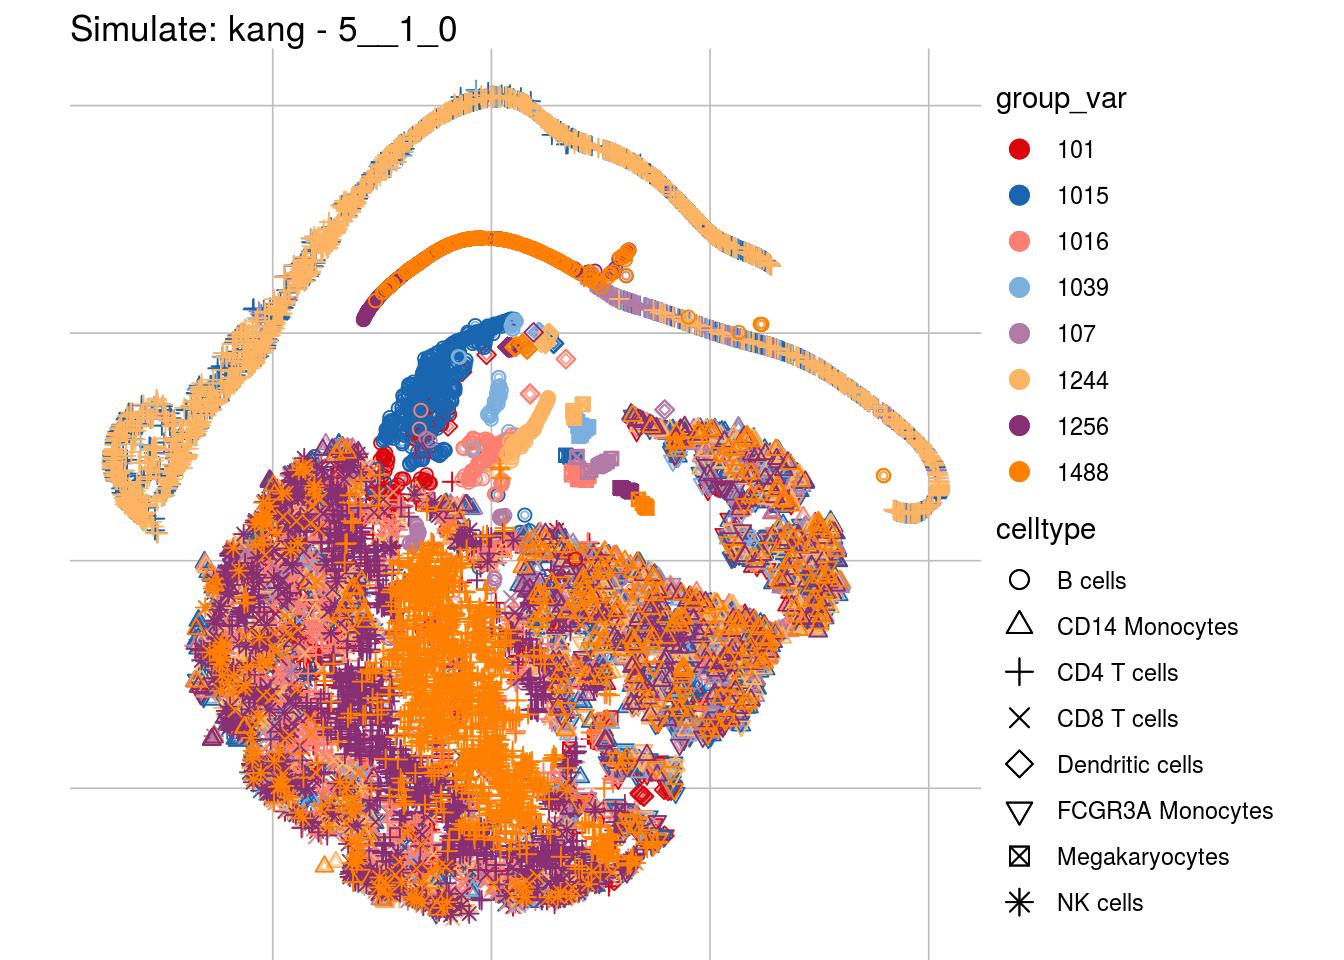 Simulate: kang - 5__1_0
group_var
101
1015
1016
1039
107
1244
1256
1488
celltype
B cells
CD14 Monocytes
CD4 T cells
CD8 T cells
Dendritic cells
FCGR3A Monocytes
Megakaryocytes
NK cells